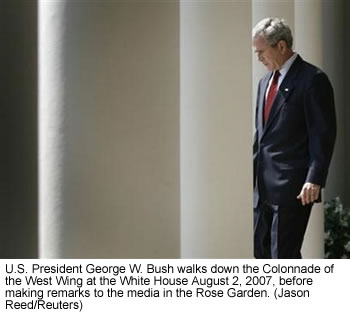 U.S. President George W. Bush walks down the Colonnade of
the West Wing at the White House August 2, 2007, before
making remarks to the media in the Rose Garden. (Jason
Reed/Reuters)